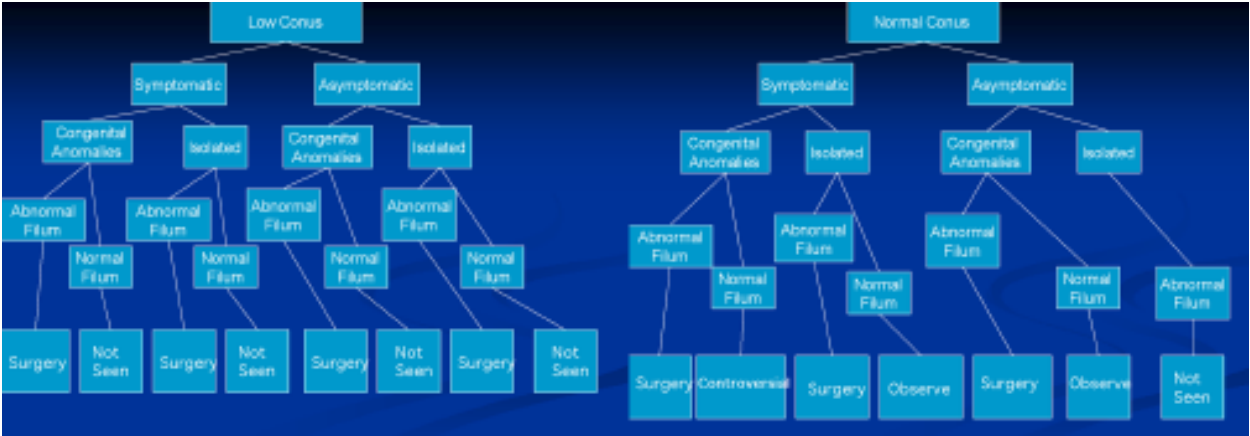 Low Conus
Normal Conus
Symptomatic
Asymptomatic
Symptomatic
Asymptomatic
Congenital
Anomalies
Isolated
Congenital
Anomalies
Isolated
Congenital
Anomalies
Isolated
Congenital
Anomalies
Isolated
Abnormal
Filum
Abnormal
Filum
Abnormal
Filum
Abnormal
Filum
Normal
Filum
Normal
Filum
Normal
Filum
Normal
Filum
Abnormal
Filum
Normal
Filum
Abnormal
Filum
Normal
Filum
Abnormal
Filum
Normal
Filum
Abnormal
Filum
Surgery
Not
Seen
Surgery
Not
Seen
Surgery
Not
Seen
Surgery
Not
Seen
Surgery
Controversial
Surgery
Observe
Surgery
Observe
Not
Seen